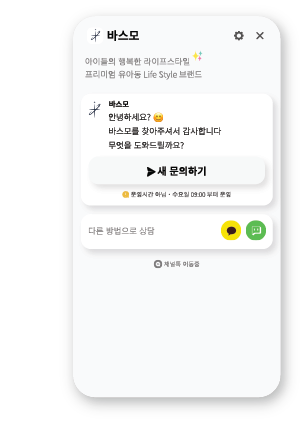 바스모
아이들의 행복한 라이프스타일
프리미엄 유아동 Life Style 브랜드
바스모
안녕하세요?
바스모를 찾아주셔서 감사합니다
무엇을 도와드릴까요?
새 문의하기
운영시간 아님 · 수요일 09:00 부터 운영
다른 방법으로 상담
채널톡 이용중